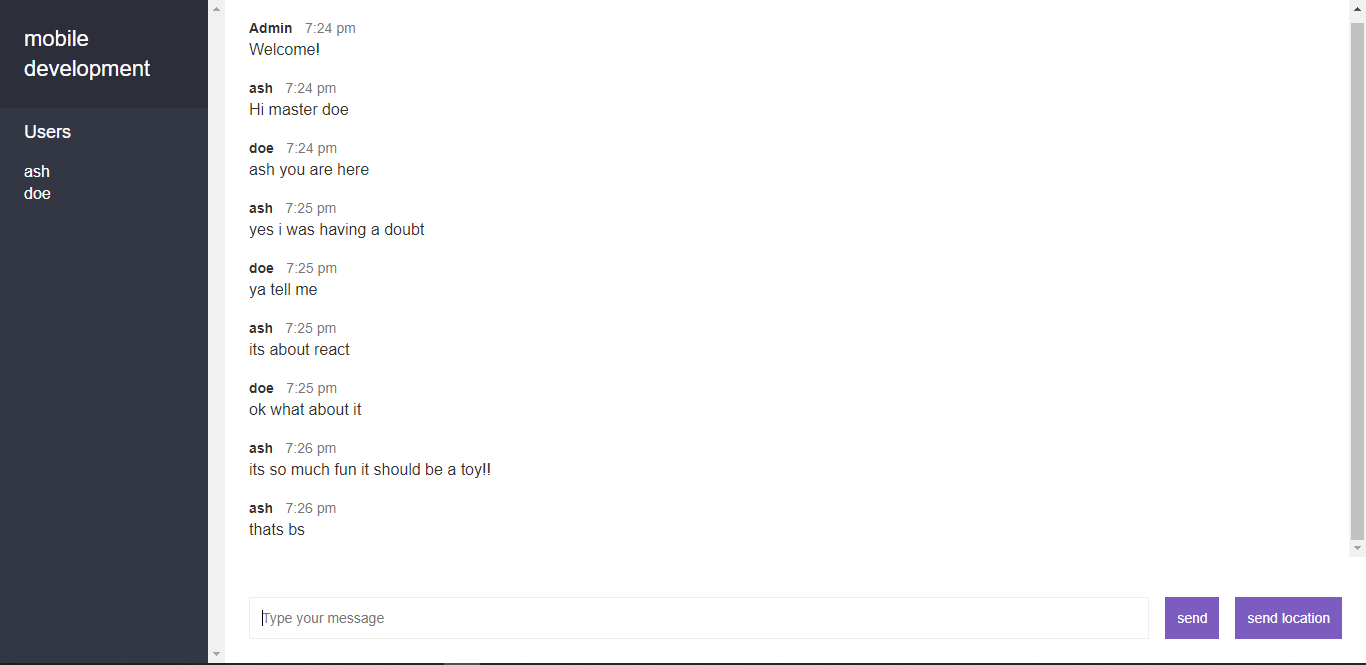 mobile
development
Users
ash
doe
Admin 7:24 pm
Welcome!
ash 7:24 pm
Hi master doe
doe 7:24 pm
ash you are here
ash 7:25 pm
yes i was having a doubt
doe 7:25 pm
ya tell me
ash 7:25 pm
its about react
doe 7:25 pm
ok what about it
ash 7:26 pm
its so much fun it should be a toy!!
ash 7:26 pm
thats bs
Type your message send send location